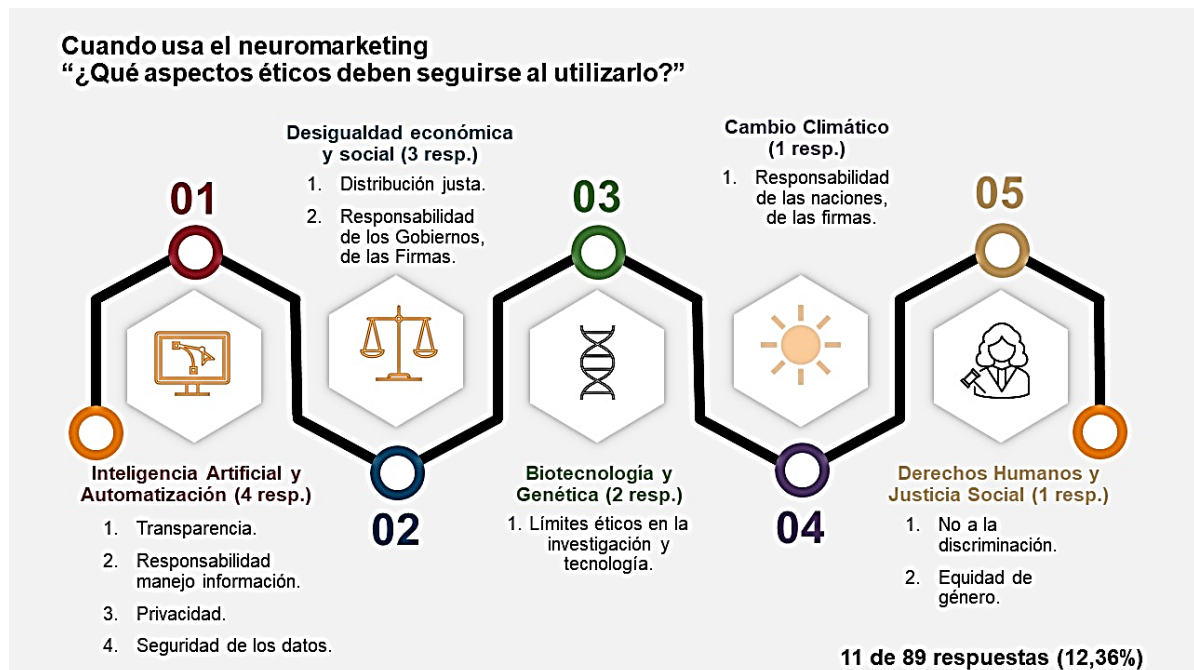 Cuando usa el neuromarketing
“¿Qué aspectos éticos deben seguirse al utilizarlo?”
01
Inteligencia Artificial y
Automatización (4 resp.)
1. Transparencia.
2. Responsabilidad
manejo información.
3. Privacidad.
4. Seguridad de los datos.
Desigualdad económica
y social (3 resp.)
1. Distribución justa.
2. Responsabilidad
de los Gobiernos,
de las Firmas.
02
03
Biotecnología y
Genética (2 resp.)
1. Límites éticos en la
investigación y
tecnología.
Cambio Climático
(1 resp.)
1. Responsabilidad
de las naciones,
de las firmas.
04
05
Derechos Humanos y
Justicia Social (1 resp.)
1. No a la
discriminación.
2. Equidad de
género.
11 de 89 respuestas (12,36%)